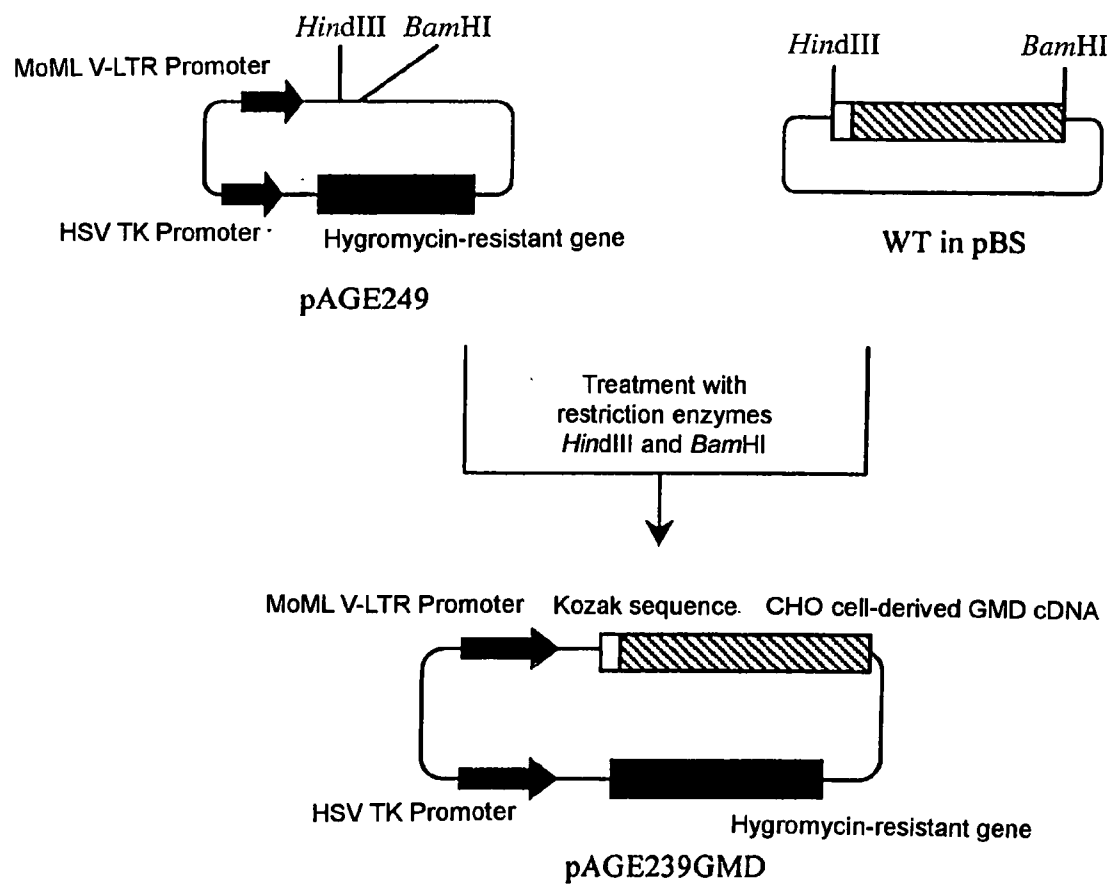 HindIII BamHI
MoML V-LTR Promoter
HSV TK Promoter
Hygromycin-resistant gene
pAGE249
HindIII BamHI
WT in pBS
Treatment with
restriction enzymes
HindIII and BamHI
MoML V-LTR Promoter Kozak sequence. CHO cell-derived GMD cDNA
HSV TK Promoter
Hygromycin-resistant gene
pAGE239GMD